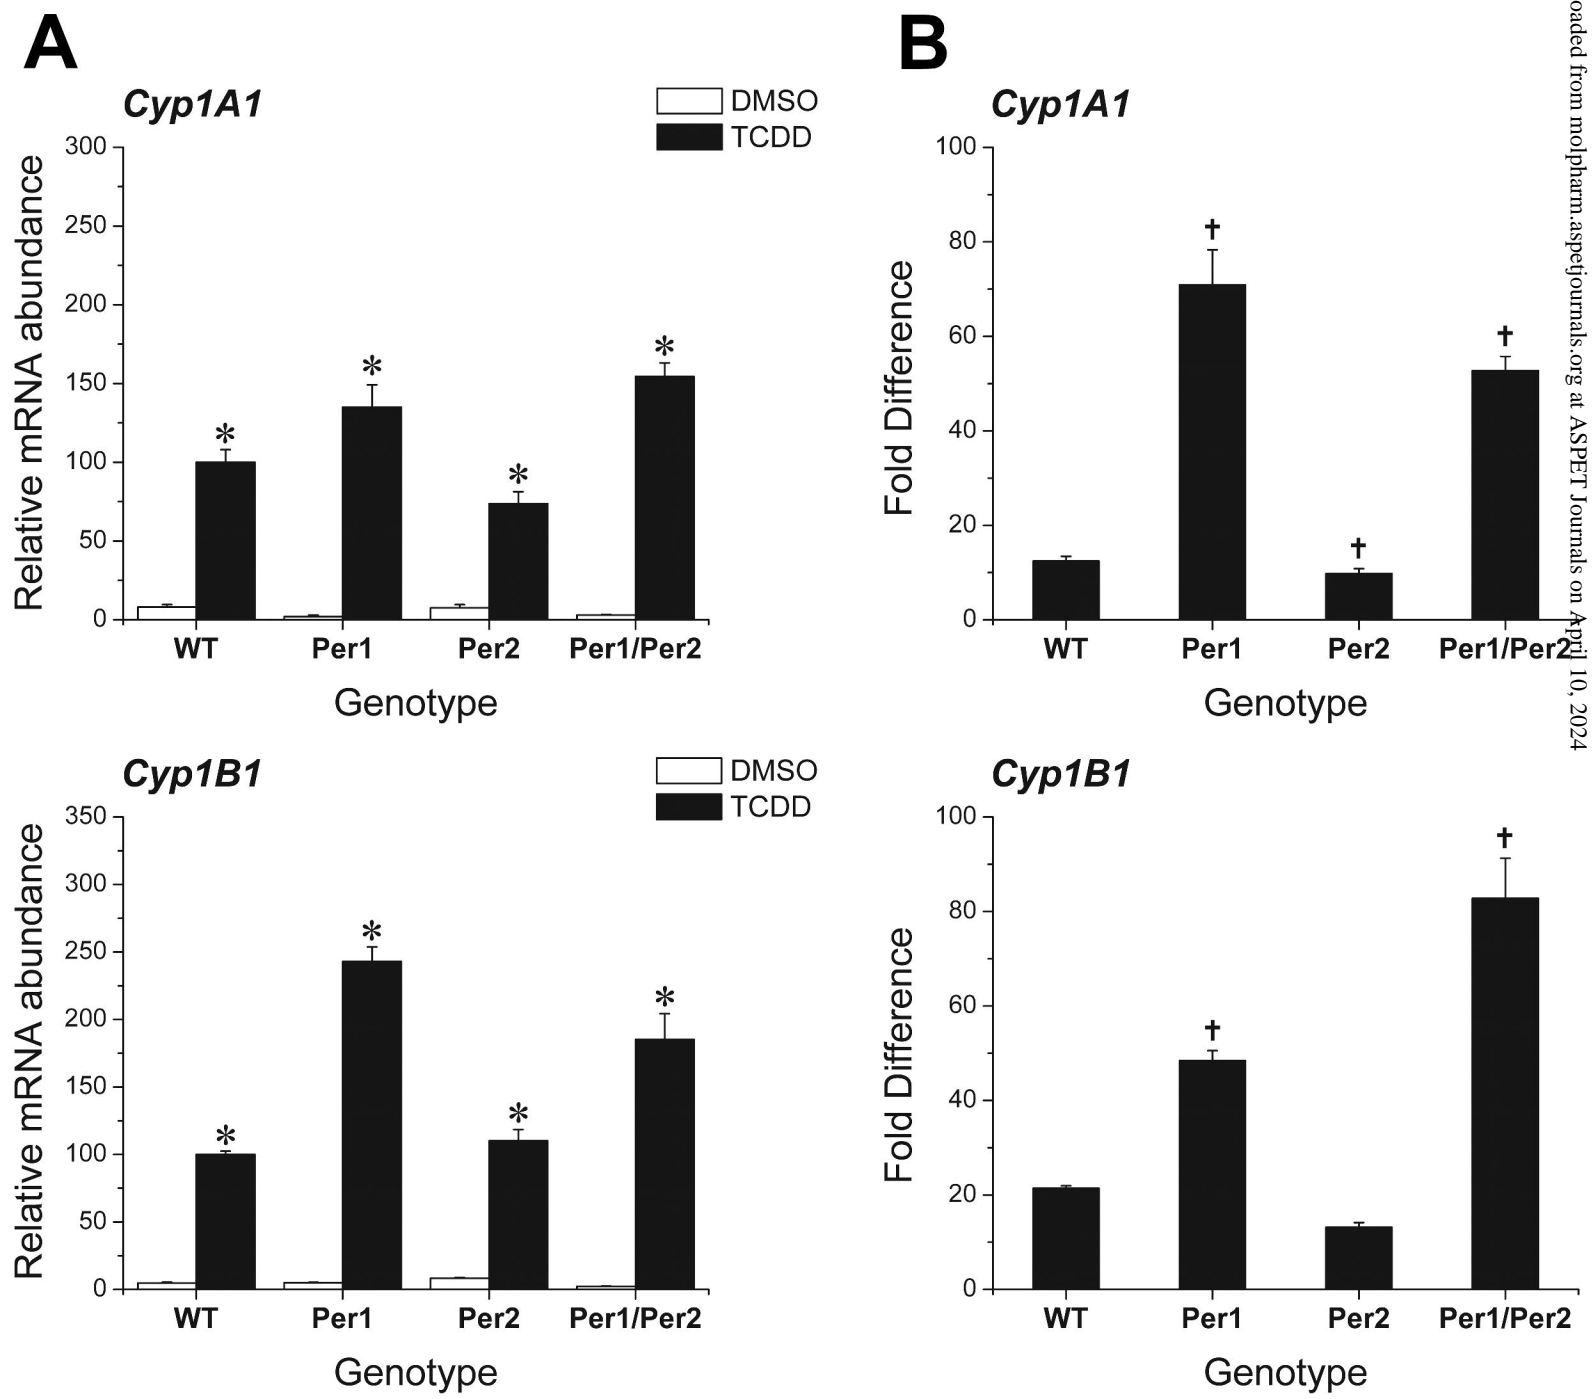 A
Cyp1A1
DMSO
TCDD
300
250
200
150
100
50
0
Relative mRNA abundance
*
*
*
*
WT Per1 Per2 Per1/Per2
Genotype
B
Cyp1A1
100
80
60
40
20
0
Fold Difference
†
†
†
WT Per1 Per2 Per1/Per2
Genotype
Cyp1B1
DMSO
TCDD
350
300
250
200
150
100
50
0
Relative mRNA abundance
*
*
*
*
WT Per1 Per2 Per1/Per2
Genotype
Cyp1B1
100
80
60
40
20
0
Fold Difference
†
†
WT Per1 Per2 Per1/Per2
Genotype
oaded from molpharm.aspetjournals.org at ASPET Journals on April 10, 2024